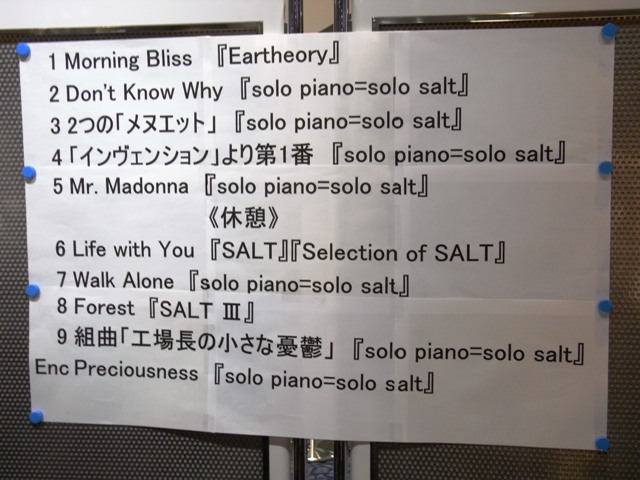 1 Morning Bliss 『Eartheory』
2 Don't Know Why 『solo piano=solo salt』
3 2つの「メヌエット」 『solo piano=solo salt』
4 「インヴェンション」より第1番 『solo piano=solo salt』
5 Mr. Madonna 『solo piano=solo salt』
《休憩》
6 Life with You 『SALT』『Selection of SALT』
7 Walk Alone 『solo piano=solo salt』
8 Forest 『SALT Ⅲ』
9 組曲「工場長の小さな憂鬱」 『solo piano=solo salt』
Enc Preciousness 『solo piano=solo salt』